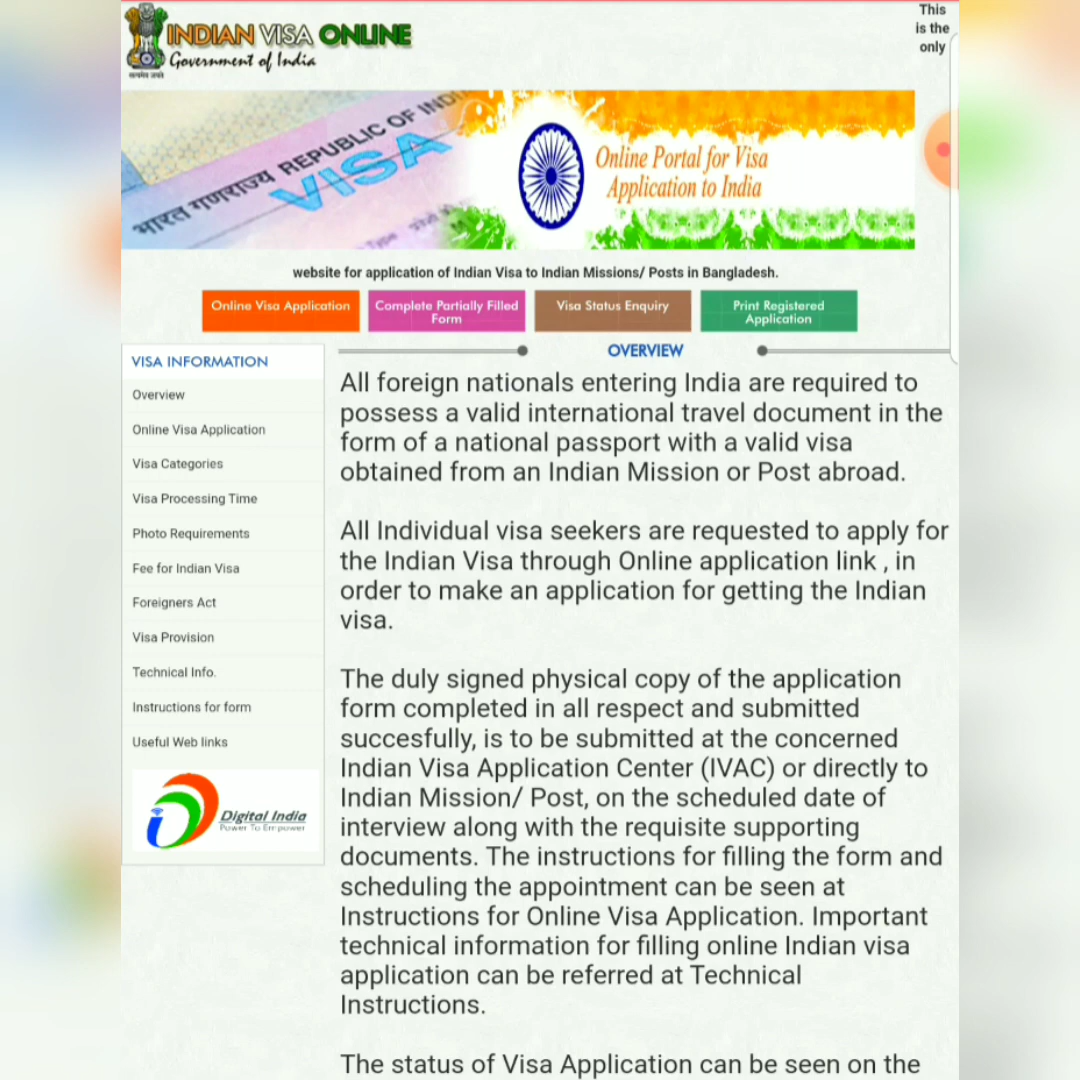 INDIAN VISA ONLINE
Government of India
सत्यमेव जयते
This
is the
only
भारत गणराज्य REPUBLIC OF INDIA
VISA
Online Portal for Visa
Application to India
website for application of Indian Visa to Indian Missions/ Posts in Bangladesh.
Online Visa Application
Complete Partially Filled
Form
Visa Status Enquiry
Print Registered
Application
VISA INFORMATION
Overview
Online Visa Application
Visa Categories
Visa Processing Time
Photo Requirements
Fee for Indian Visa
Foreigners Act
Visa Provision
Technical Info.
Instructions for form
Useful Web links
Digital India
Power To Empower
OVERVIEW
All foreign nationals entering India are required to
possess a valid international travel document in the
form of a national passport with a valid visa
obtained from an Indian Mission or Post abroad.
All Individual visa seekers are requested to apply for
the Indian Visa through Online application link , in
order to make an application for getting the Indian
visa.
The duly signed physical copy of the application
form completed in all respect and submitted
succesfully, is to be submitted at the concerned
Indian Visa Application Center (IVAC) or directly to
Indian Mission/ Post, on the scheduled date of
interview along with the requisite supporting
documents. The instructions for filling the form and
scheduling the appointment can be seen at
Instructions for Online Visa Application. Important
technical information for filling online Indian visa
application can be referred at Technical
Instructions.
The status of Visa Application can be seen on the